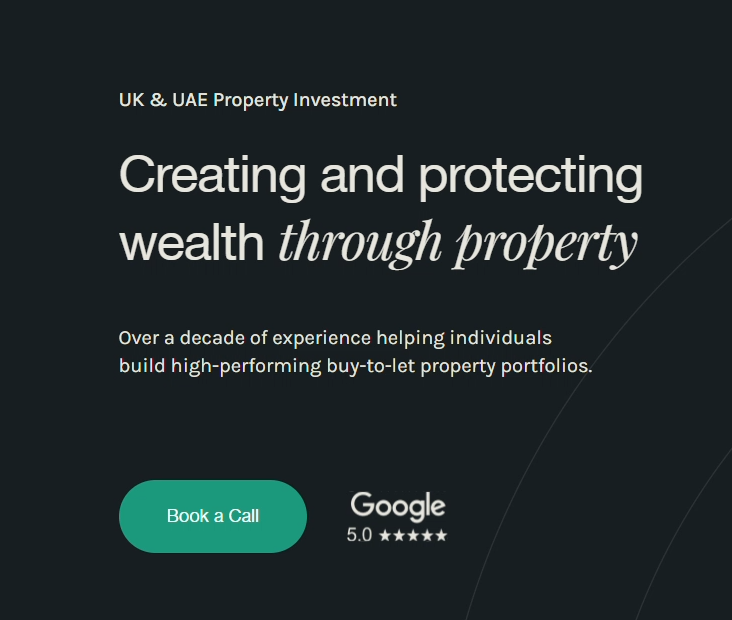 UK & UAE Property Investment
Creating and protecting
wealth through property
Over a decade of experience helping individuals
build high-performing buy-to-let property portfolios.
Book a Call
Google
5.0 ★★★★★